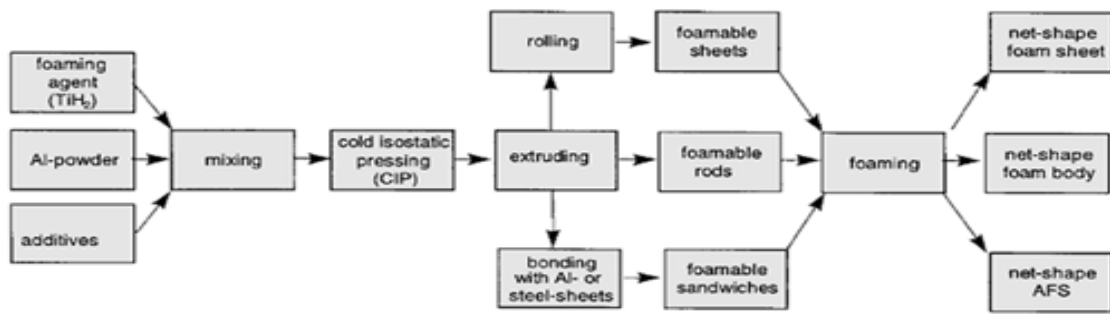 foaming
agent
(TiH₂)
Al-powder
additives
mixing
cold isostatic
pressing
(CIP)
rolling
extruding
bonding
with Al- or
steel-sheets
foamable
sheets
foamable
rods
foamable
sandwiches
foaming
net-shape
foam sheet
net-shape
foam body
net-shape
AFS